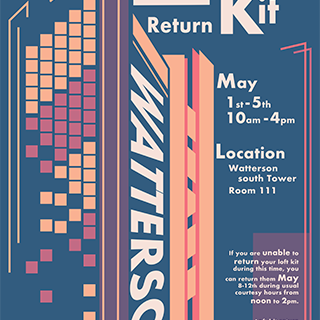 Return Kit
May
1st-5th
10am-4pm
Location
Watterson
south Tower
Room 111
WATTERSO
If you are unable to
return your loft kit
during this time, you
can return them May
8-12th during usual
courtesy hours from
noon to 2pm.